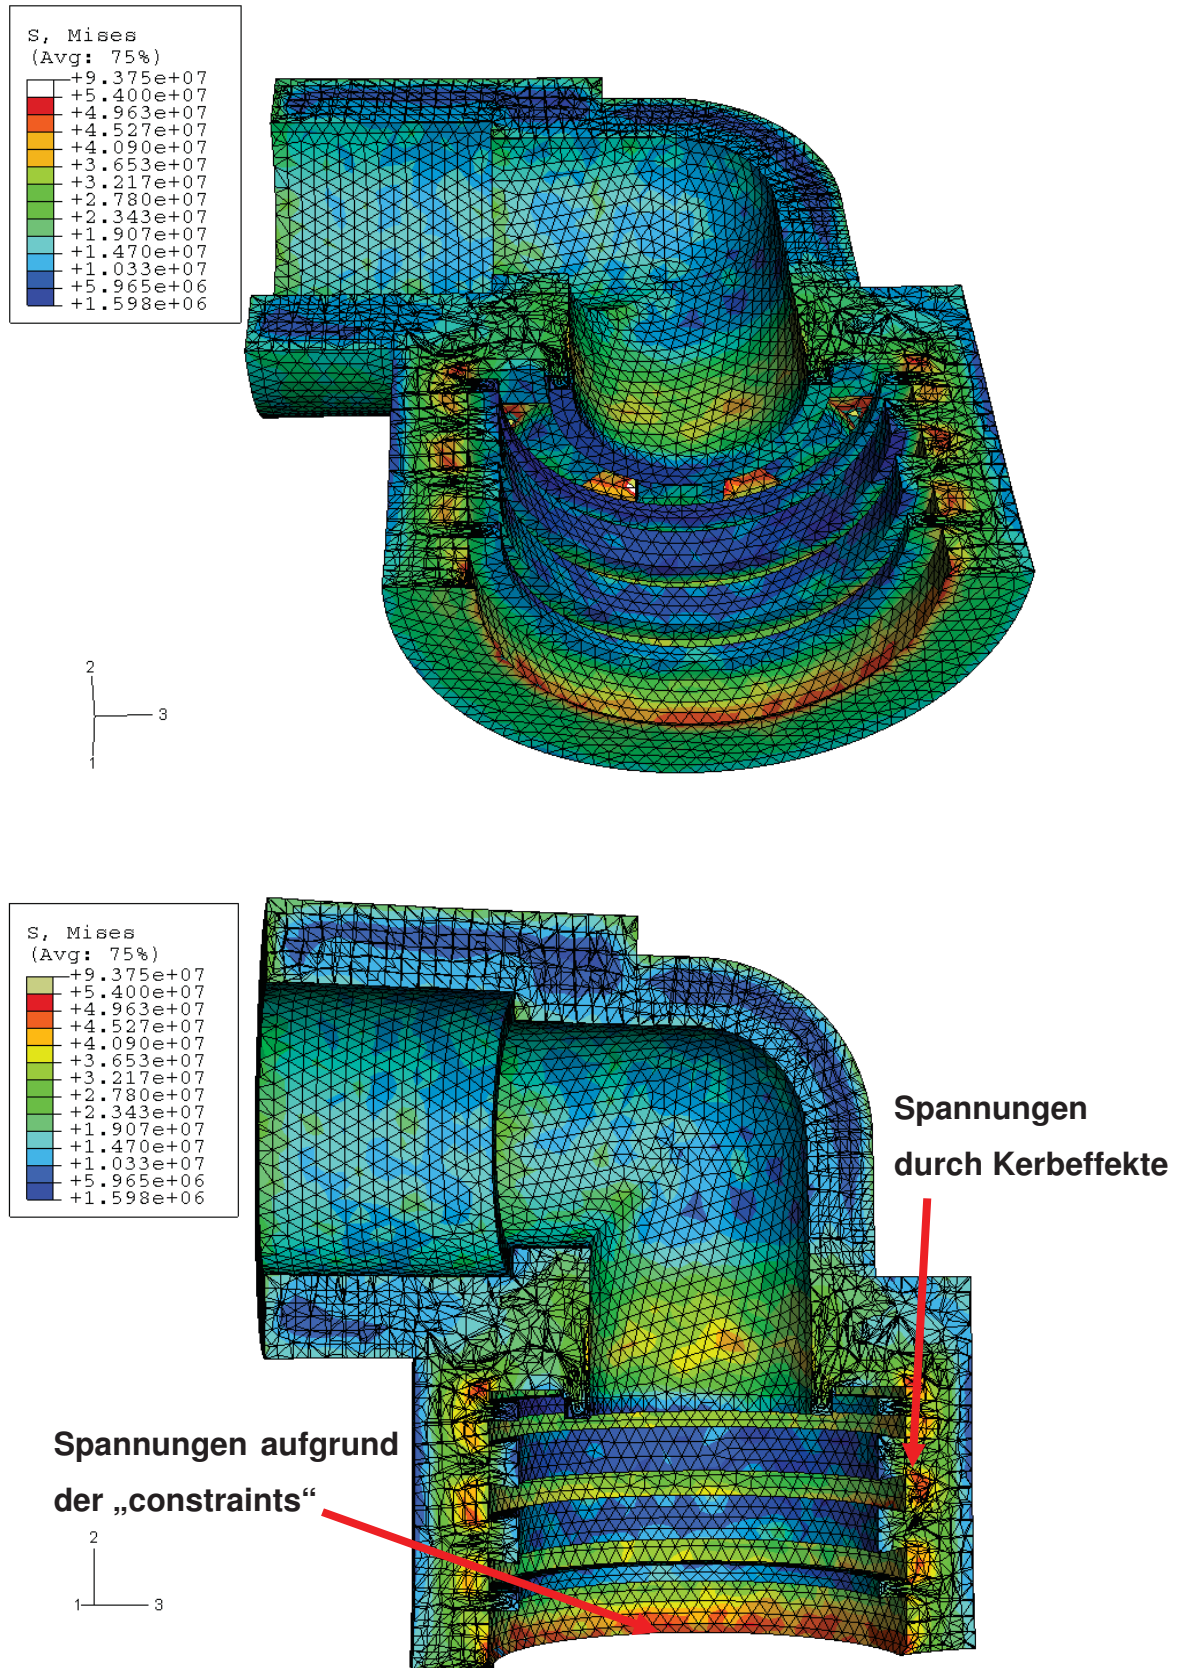 S, Mises
(Avg: 75%)
+9.375e+07
+5.400e+07
+4.963e+07
+4.527e+07
+4.090e+07
+3.653e+07
+3.217e+07
+2.780e+07
+2.343e+07
+1.907e+07
+1.470e+07
+1.033e+07
+5.965e+06
+1.598e+06
2
3
1
S, Mises
(Avg: 75%)
+9.375e+07
+5.400e+07
+4.963e+07
+4.527e+07
+4.090e+07
+3.653e+07
+3.217e+07
+2.780e+07
+2.343e+07
+1.907e+07
+1.470e+07
+1.033e+07
+5.965e+06
+1.598e+06
Spannungen
durch Kerbeffekte
Spannungen aufgrund
der „constraints“
2
1
3